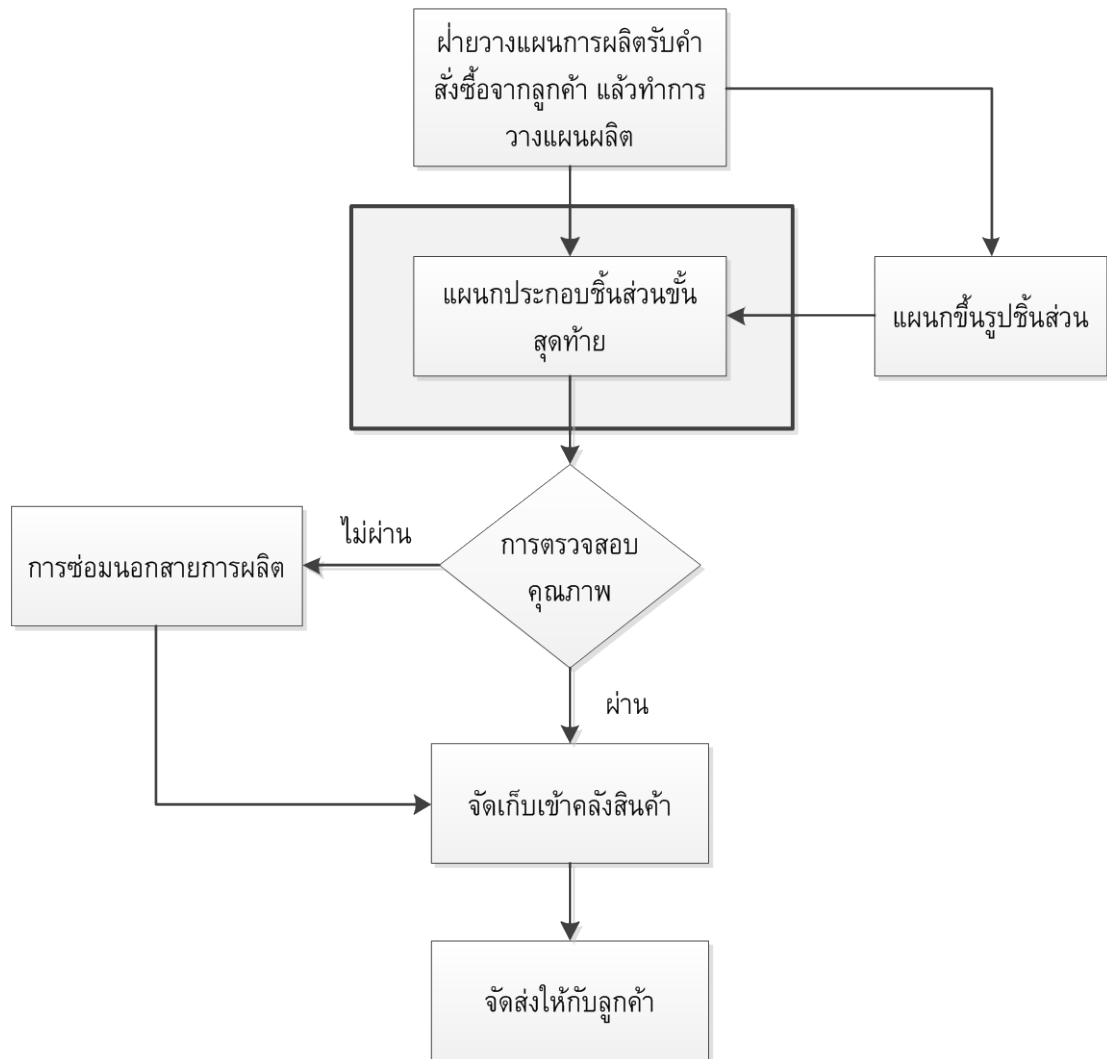 ฝ่ายวางแผนการผลิตรับคำ
สั่งซื้อจากลูกค้า แล้วทำการ
วางแผนผลิต
แผนกประกอบชิ้นส่วนขั้น
สุดท้าย
แผนกขึ้นรูปชิ้นส่วน
การตรวจสอบ
คุณภาพ
ไม่ผ่าน
การซ่อมนอกสายการผลิต
ผ่าน
จัดเก็บเข้าคลังสินค้า
จัดส่งให้กับลูกค้า